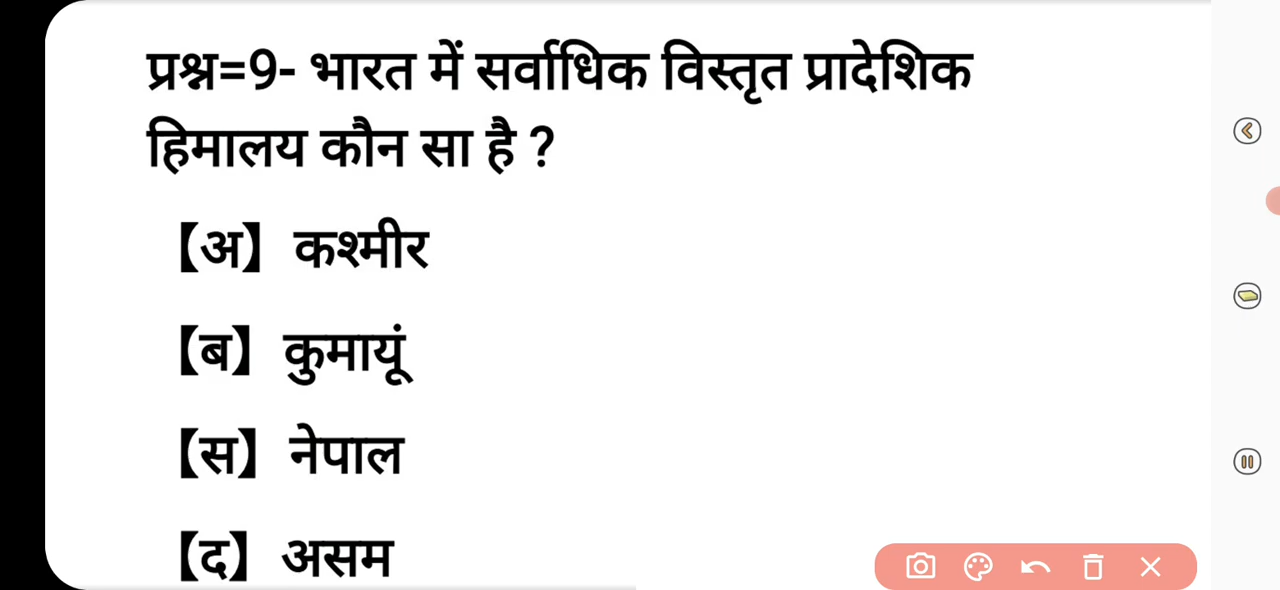 प्रश्न=9- भारत में सर्वाधिक विस्तृत प्रादेशिक
हिमालय कौन सा है ?
【अ】 कश्मीर
【ब】 कुमायूं
【स】 नेपाल
【द】 असम